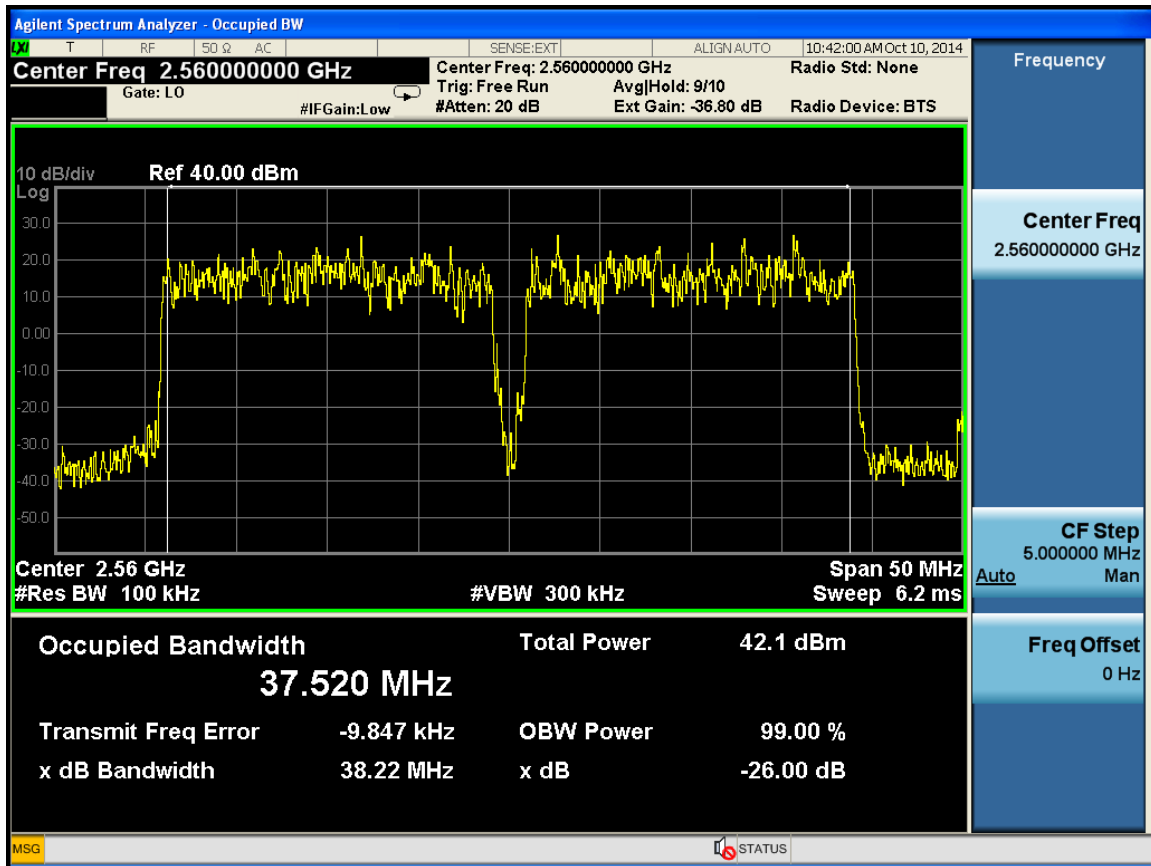 Agilent Spectrum Analyzer - Occupied BW
LXI T RF 50 Ω AC SENSE:EXT ALIGN AUTO 10:42:00 AM Oct 10, 2014
Center Freq 2.560000000 GHz
Gate: LO
#IFGain:Low
Center Freq: 2.560000000 GHz
Trig: Free Run Avg|Hold: 9/10
#Atten: 20 dB Ext Gain: -36.80 dB
Radio Std: None
Radio Device: BTS
10 dB/div Ref 40.00 dBm
Log
30.0
20.0
10.0
0.00
-10.0
-20.0
-30.0
-40.0
-50.0
Center 2.56 GHz Span 50 MHz
#Res BW 100 kHz #VBW 300 kHz Sweep 6.2 ms
Occupied Bandwidth Total Power 42.1 dBm
37.520 MHz
Transmit Freq Error -9.847 kHz OBW Power 99.00 %
x dB Bandwidth 38.22 MHz x dB -26.00 dB
Frequency
Center Freq
2.560000000 GHz
CF Step
5.000000 MHz
Auto Man
Freq Offset
0 Hz
MSG STATUS